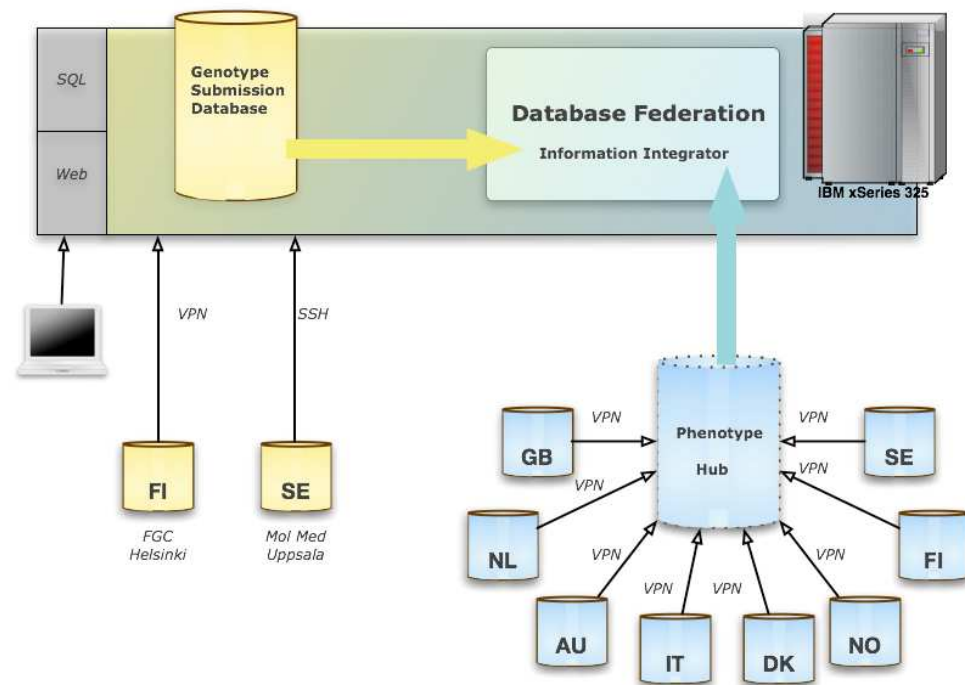 SQL
Genotype
Submission
Database
Database Federation
Information Integrator
Web
IBM xSeries 325
VPN
SSH
FI
FGC
Helsinki
SE
Mol Med
Uppsala
Phenotype
Hub
GB
VPN
VPN
SE
NL
VPN
VPN
FI
AU
VPN
VPN
IT
VPN
DK
VPN
NO